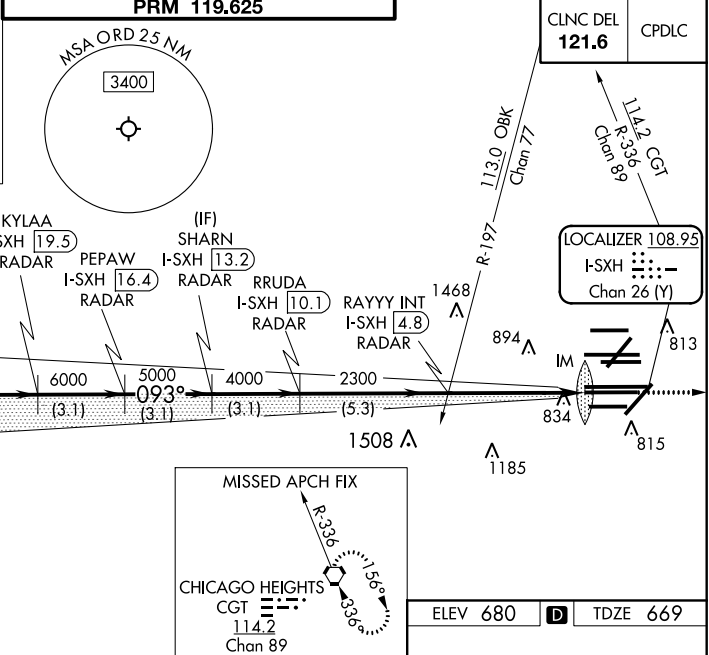 PRM 119.625
CLNC DEL
121.6
CPDLC
MSA ORD 25 NM
3400
113.0 OBK
Chan 77
R-197
114.2 CGT
R-336
Chan 89
KYLAA
SXH 19.5
RADAR
PEPAW
I-SXH 16.4
RADAR
(IF)
SHARN
I-SXH 13.2
RADAR
RRUDA
I-SXH 10.1
RADAR
RAYYY INT
I-SXH 4.8
RADAR
LOCALIZER 108.95
I-SXH
Chan 26 (Y)
1468
894
IM
813
6000
5000
4000
2300
093°
(3.1)
(3.1)
(3.1)
(5.3)
834
815
1508
1185
MISSED APCH FIX
R-336
156°
336°
CHICAGO HEIGHTS
CGT
114.2
Chan 89
ELEV 680 D TDZE 669